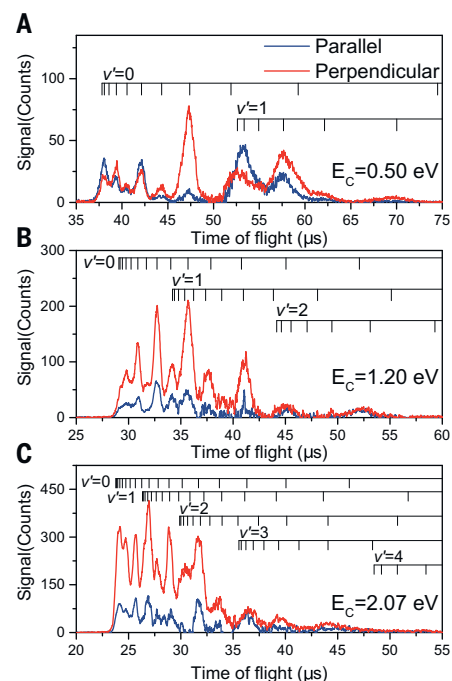 A
Parallel
Perpendicular
v'=0
v'=1
E_C=0.50 eV
Signal(Counts)
100
50
0
35 40 45 50 55 60 65 70 75
Time of flight (μs)
B
v'=0
v'=1
v'=2
E_C=1.20 eV
Signal(Counts)
300
200
100
0
25 30 35 40 45 50 55 60
Time of flight (μs)
C
v'=0
v'=1
v'=2
v'=3
v'=4
E_C=2.07 eV
Signal(Counts)
450
300
150
0
20 25 30 35 40 45 50 55
Time of flight (μs)